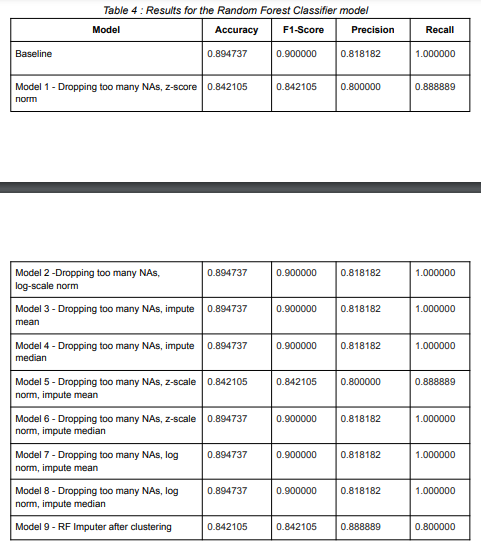 Table 4 : Results for the Random Forest Classifier model
Model Accuracy F1-Score Precision Recall
Baseline 0.894737 0.900000 0.818182 1.000000
Model 1 - Dropping too many NAs, z-score 0.842105 0.842105 0.800000 0.888889
norm
Model 2 -Dropping too many NAs, 0.894737 0.900000 0.818182 1.000000
log-scale norm
Model 3 - Dropping too many NAs, impute 0.894737 0.900000 0.818182 1.000000
mean
Model 4 - Dropping too many NAs, impute 0.894737 0.900000 0.818182 1.000000
median
Model 5 - Dropping too many NAs, z-scale 0.842105 0.842105 0.800000 0.888889
norm, impute mean
Model 6 - Dropping too many NAs, z-scale 0.894737 0.900000 0.818182 1.000000
norm, impute median
Model 7 - Dropping too many NAs, log 0.894737 0.900000 0.818182 1.000000
norm, impute mean
Model 8 - Dropping too many NAs, log 0.894737 0.900000 0.818182 1.000000
norm, impute median
Model 9 - RF Imputer after clustering 0.842105 0.842105 0.888889 0.800000